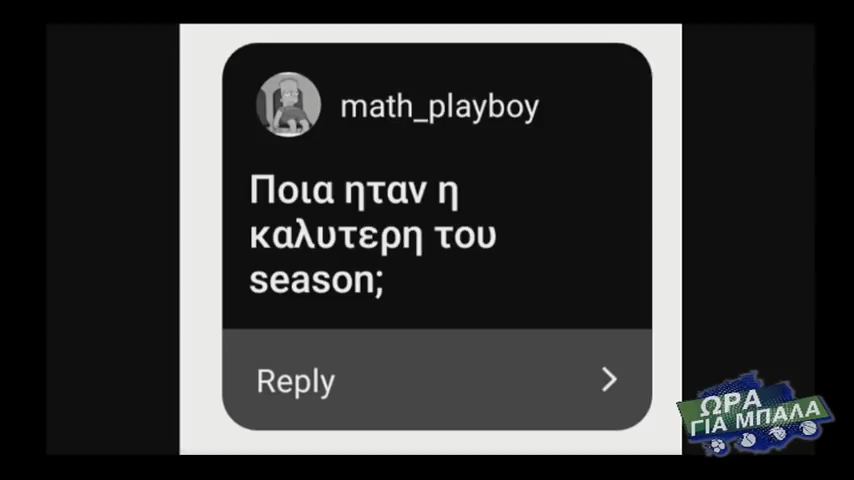 math_playboy
Ποια ηταν η
καλυτερη του
season;
Reply
ΩΡΑ
ΓΙΑ ΜΠΑΛΑ